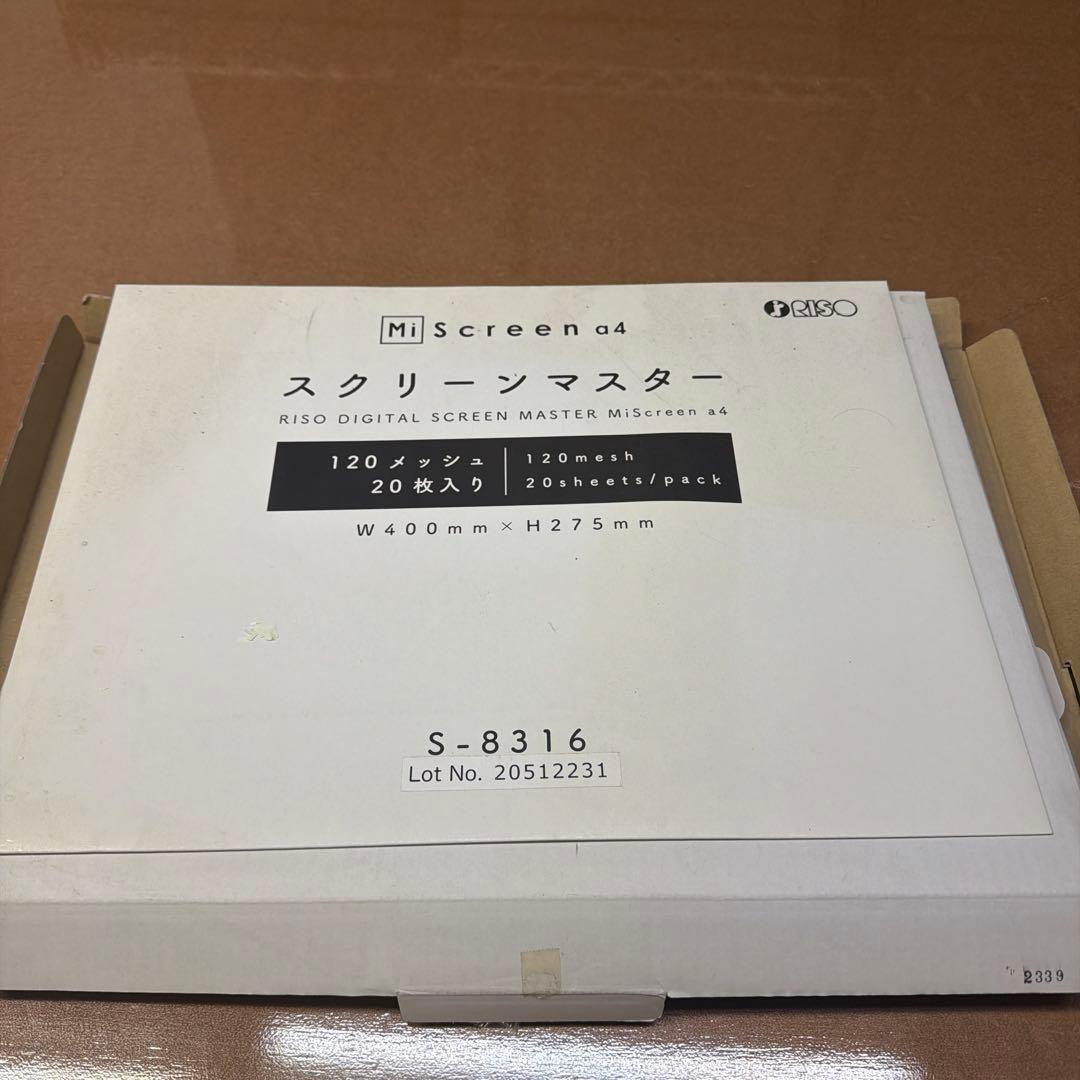 Mi Screen a4
RISO
スクリーンマスター
RISO DIGITAL SCREEN MASTER MiScreen a4
120メッシュ
20枚入り
120mesh
20sheets/pack
W400mm×H275mm
S-8316
Lot No. 20512231
2339